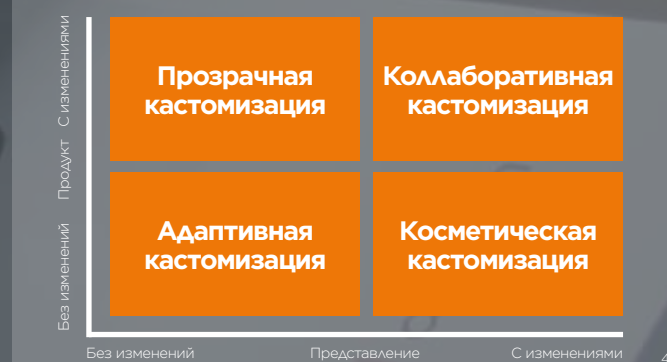 С изменениями
Прозрачная
кастомизация
Коллаборативная
кастомизация
Продукт
Без изменений
Адаптивная
кастомизация
Косметическая
кастомизация
Без изменений
Представление
С изменениями